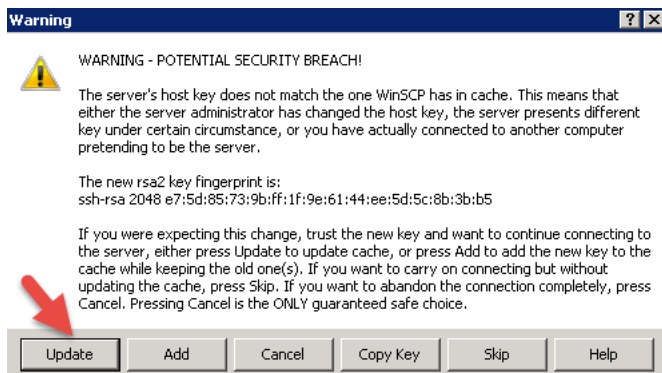 Warning
WARNING - POTENTIAL SECURITY BREACH!
The server's host key does not match the one WinSCP has in cache. This means that
either the server administrator has changed the host key, the server presents different
key under certain circumstance, or you have actually connected to another computer
pretending to be the server.
The new rsa2 key fingerprint is:
ssh-rsa 2048 e7:5d:85:73:9b:ff:1f:9e:61:44:ee:5d:5c:8b:3b:b5
If you were expecting this change, trust the new key and want to continue connecting to
the server, either press Update to update cache, or press Add to add the new key to the
cache while keeping the old one(s). If you want to carry on connecting but without
updating the cache, press Skip. If you want to abandon the connection completely, press
Cancel. Pressing Cancel is the ONLY guaranteed safe choice.
Update Add Cancel Copy Key Skip Help